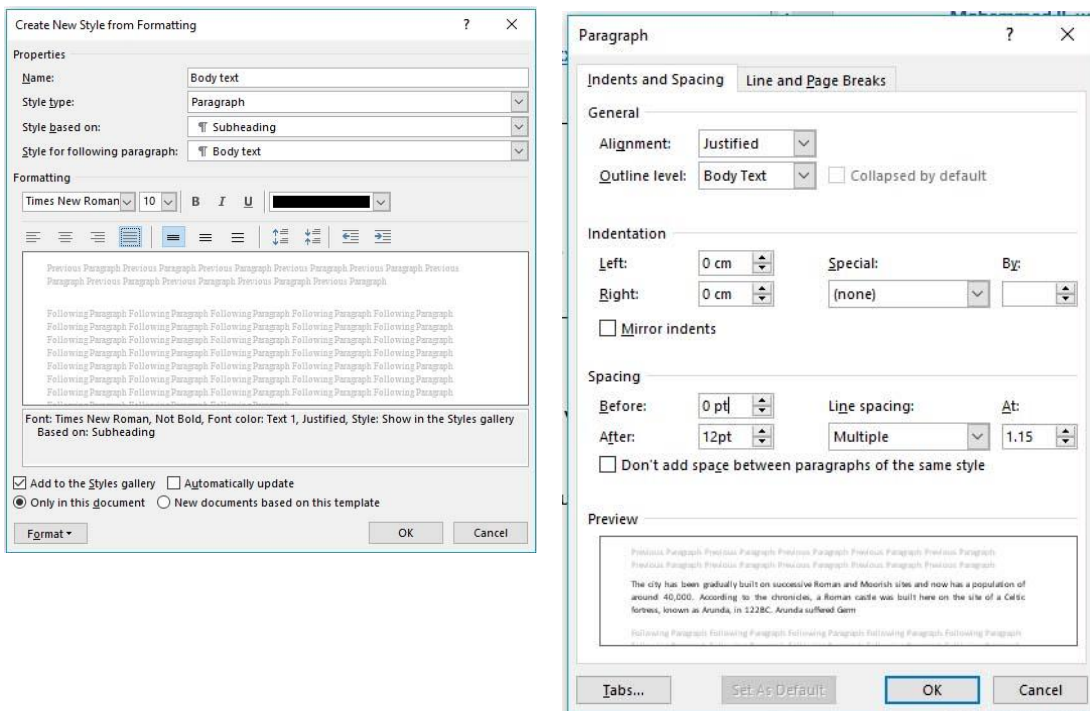 Create New Style from Formatting ? ×
Properties
Name: Body text
Style type: Paragraph
Style based on: ¶ Subheading
Style for following paragraph: ¶ Body text
Formatting
Times New Roman 10 B I U
Previous Paragraph Previous Paragraph Previous Paragraph Previous Paragraph Previous Paragraph Previous
Paragraph Previous Paragraph Previous Paragraph Previous Paragraph Previous Paragraph
Following Paragraph Following Paragraph Following Paragraph Following Paragraph Following Paragraph
Following Paragraph Following Paragraph Following Paragraph Following Paragraph Following Paragraph
Following Paragraph Following Paragraph Following Paragraph Following Paragraph Following Paragraph
Following Paragraph Following Paragraph Following Paragraph Following Paragraph Following Paragraph
Following Paragraph Following Paragraph Following Paragraph Following Paragraph Following Paragraph
Following Paragraph Following Paragraph Following Paragraph Following Paragraph Following Paragraph
Following Paragraph Following Paragraph Following Paragraph Following Paragraph Following Paragraph
Font: Times New Roman, Not Bold, Font color: Text 1, Justified, Style: Show in the Styles gallery
Based on: Subheading
Add to the Styles gallery Automatically update
Only in this document New documents based on this template
Format OK Cancel
Paragraph ? ×
Indents and Spacing Line and Page Breaks
General
Alignment: Justified
Outline level: Body Text Collapsed by default
Indentation
Left: 0 cm Special: By:
Right: 0 cm (none)
Mirror indents
Spacing
Before: 0 pt Line spacing: At:
After: 12pt Multiple 1.15
Don't add space between paragraphs of the same style
Preview
Previous Paragraph Previous Paragraph Previous Paragraph Previous Paragraph Previous Paragraph
Previous Paragraph Previous Paragraph Previous Paragraph Previous Paragraph Previous Paragraph
The city has been gradually built on successive Roman and Moorish sites and now has a population of
around 40,000. According to the chronicles, a Roman castle was built here on the site of a Celtic
fortress, known as Arunda, in 122BC. Arunda suffered Germ
Following Paragraph Following Paragraph Following Paragraph Following Paragraph Following Paragraph
Tabs... Set As Default OK Cancel